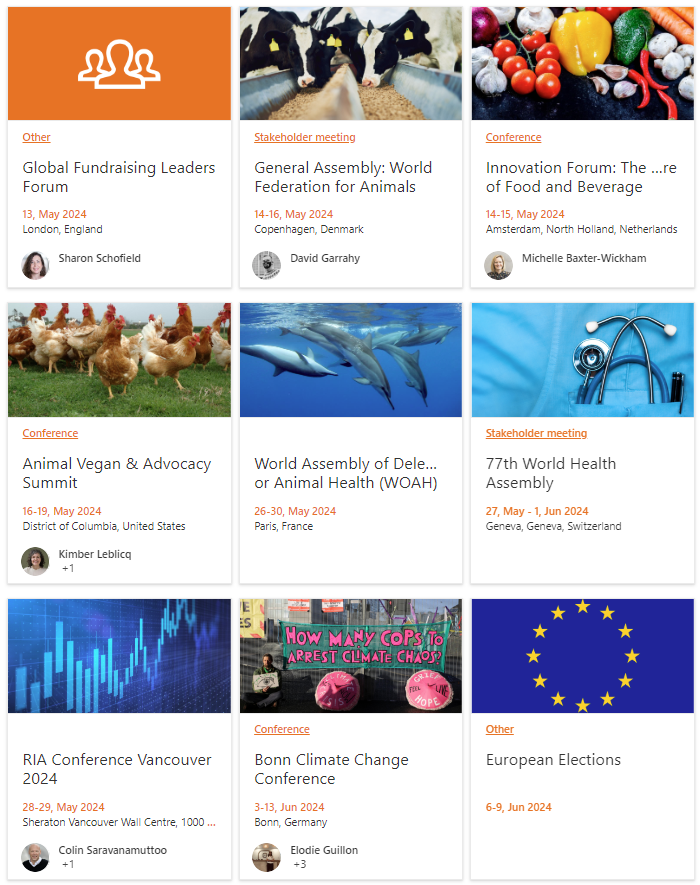 Other
Global Fundraising Leaders
Forum
13, May 2024
London, England
Sharon Schofield
Stakeholder meeting
General Assembly: World
Federation for Animals
14-16, May 2024
Copenhagen, Denmark
David Garrahy
Conference
Innovation Forum: The ...re
of Food and Beverage
14-15, May 2024
Amsterdam, North Holland, Netherlands
Michelle Baxter-Wickham
Conference
Animal Vegan & Advocacy
Summit
16-19, May 2024
District of Columbia, United States
Kimber Leblicq
+1
World Assembly of Dele...
or Animal Health (WOAH)
26-30, May 2024
Paris, France
Stakeholder meeting
77th World Health
Assembly
27, May - 1, Jun 2024
Geneva, Geneva, Switzerland
RIA Conference Vancouver
2024
28-29, May 2024
Sheraton Vancouver Wall Centre, 1000 ...
Colin Saravanamuttoo
+1
HOW MANY COPS TO
ARREST CLIMATE CHAOS?
HOPE
Conference
Bonn Climate Change
Conference
3-13, Jun 2024
Bonn, Germany
Elodie Guillon
+3
Other
European Elections
6-9, Jun 2024